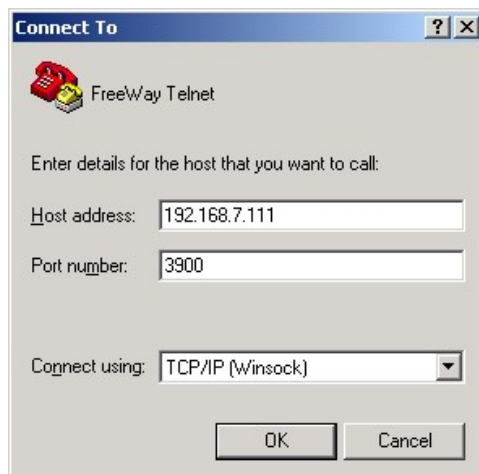 Connect To
FreeWay Telnet
Enter details for the host that you want to call:
Host address: 192.168.7.111
Port number: 3900
Connect using: TCP/IP (Winsock)
OK Cancel